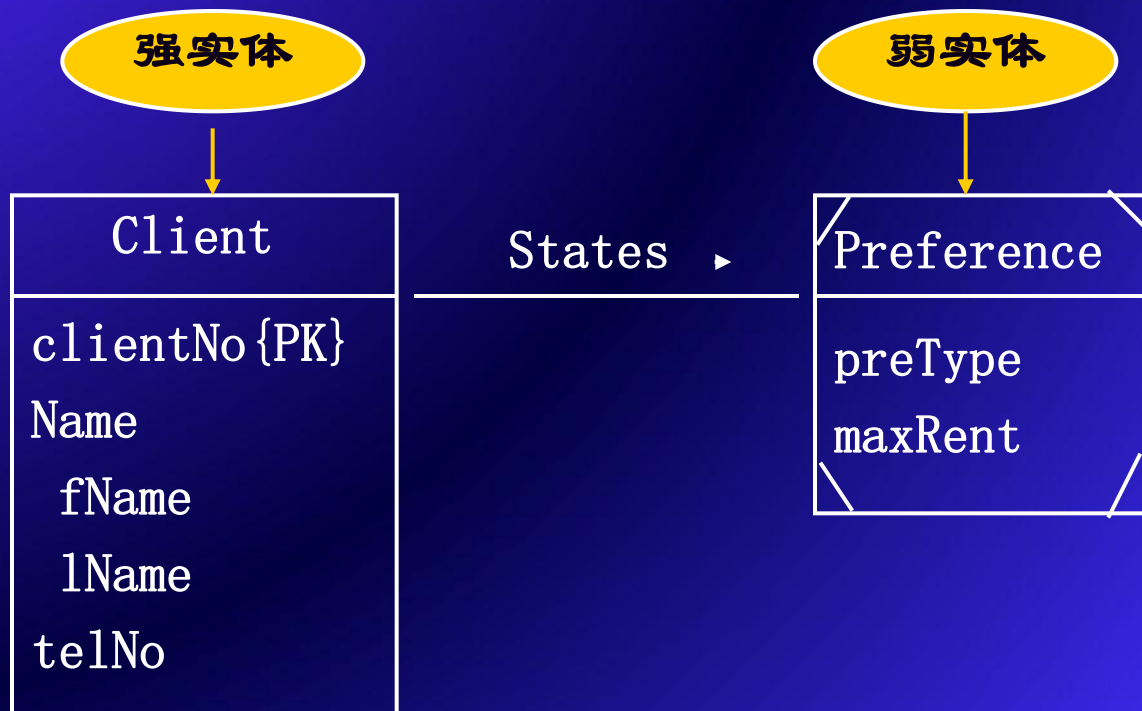 强实体
弱实体
Client
States ▸
Preference
clientNo{PK}
Name
fName
lName
telNo
preType
maxRent